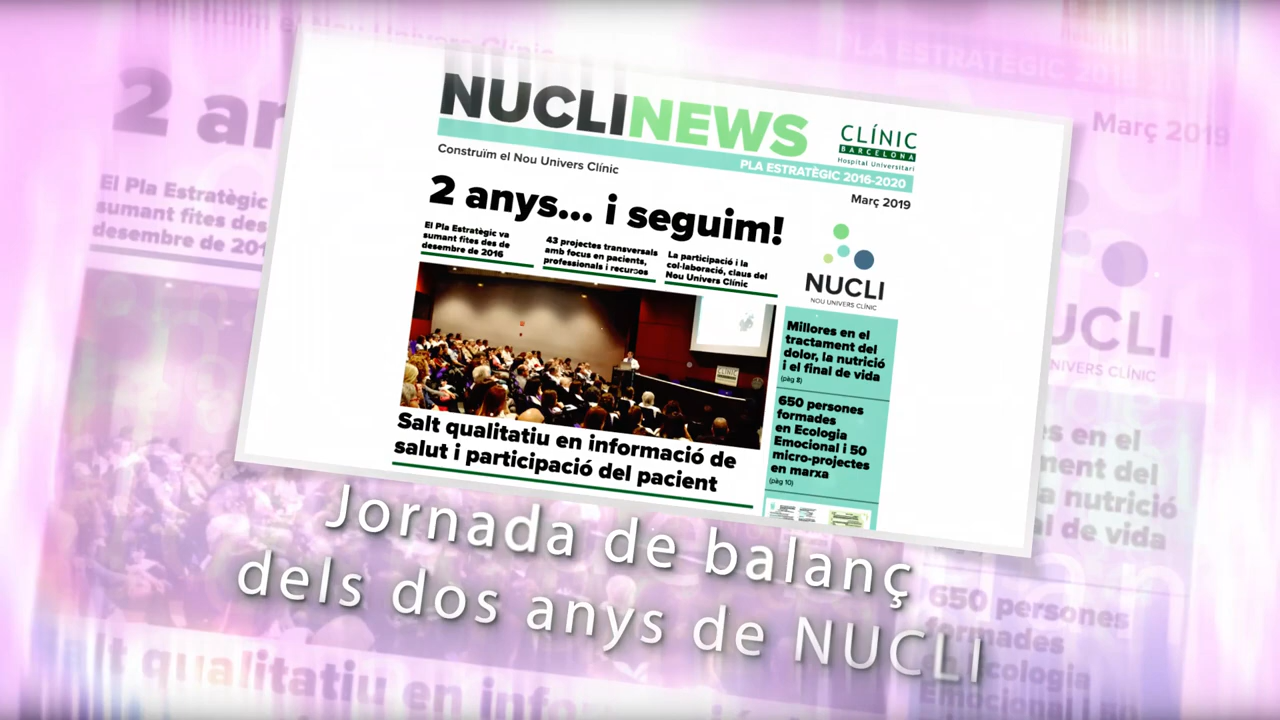 NUCLINEWS
CLÍNIC
BARCELONA
Hospital Universitari
Construïm el Nou Univers Clínic
PLA ESTRATÈGIC 2016-2020
Març 2019
2 anys... i seguim!
El Pla Estratègic va
sumant fites des de
desembre de 2016
43 projectes transversals
amb focus en pacients,
professionals i recursos
La participació i la
col·laboració, claus del
Nou Univers Clínic
NUCLI
NOU UNIVERS CLÍNIC
CLÍNIC
Salt qualitatiu en informació de
salut i participació del pacient
Millores en el
tractament del
dolor, la nutrició
i el final de vida
(pàg 8)
650 persones
formades
en Ecologia
Emocional i 50
micro-projectes
en marxa
(pàg 10)
Jornada de balanç
dels dos anys de NUCLI